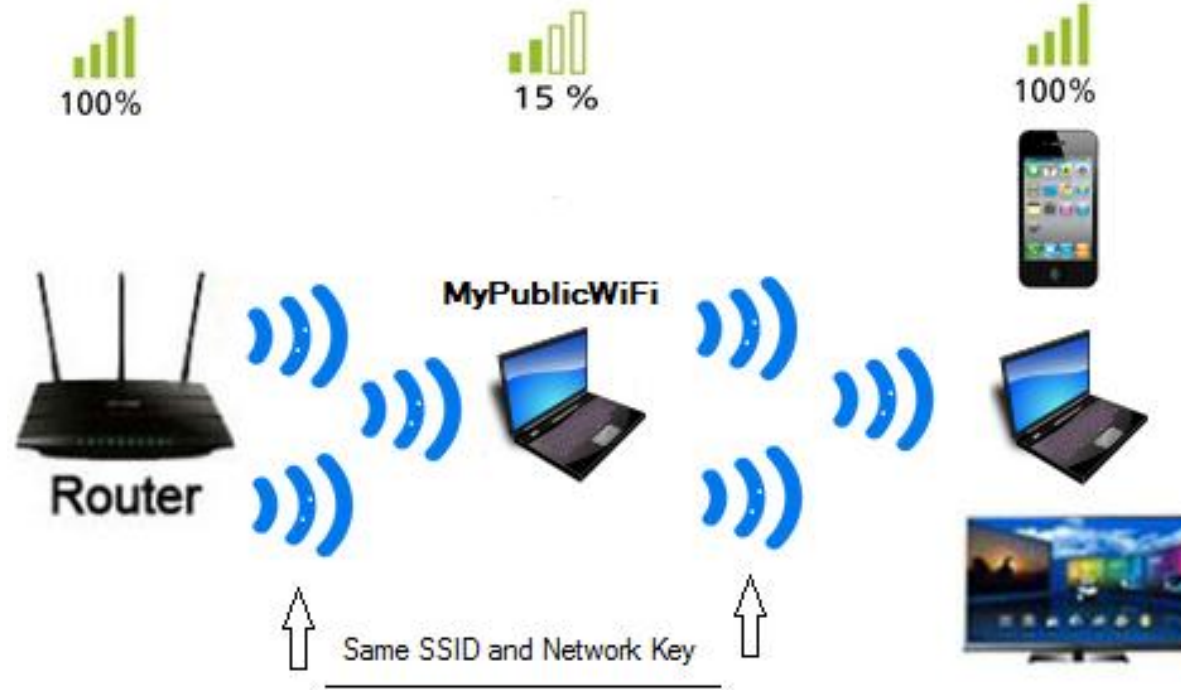 100%
15 %
100%
MyPublicWiFi
Router
Same SSID and Network Key